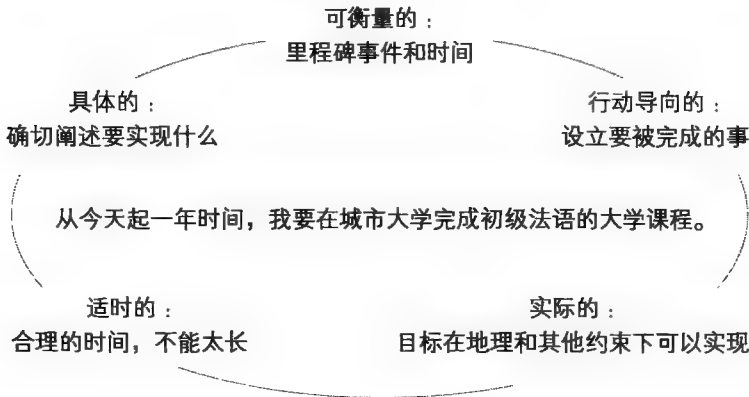 可衡量的：
里程碑事件和时间
具体的：
确切阐述要实现什么
行动导向的：
设立要被完成的事
从今天起一年时间，我要在城市大学完成初级法语的大学课程。
适时的：
合理的时间，不能太长
实际的：
目标在地理和其他约束下可以实现